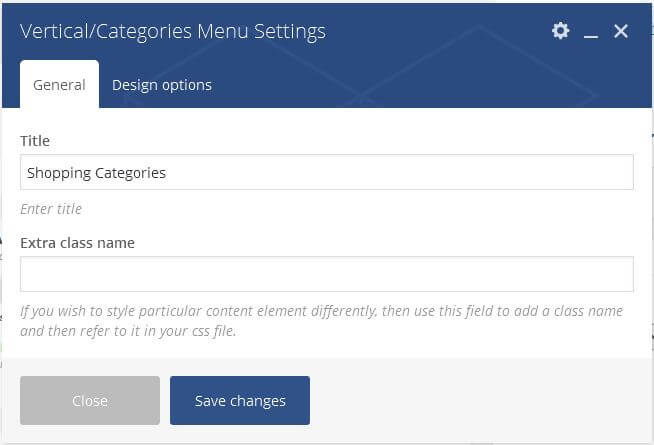 Vertical/Categories Menu Settings
General Design options
Title
Shopping Categories
Enter title
Extra class name
If you wish to style particular content element differently, then use this field to add a class name
and then refer to it in your css file.
Close Save changes